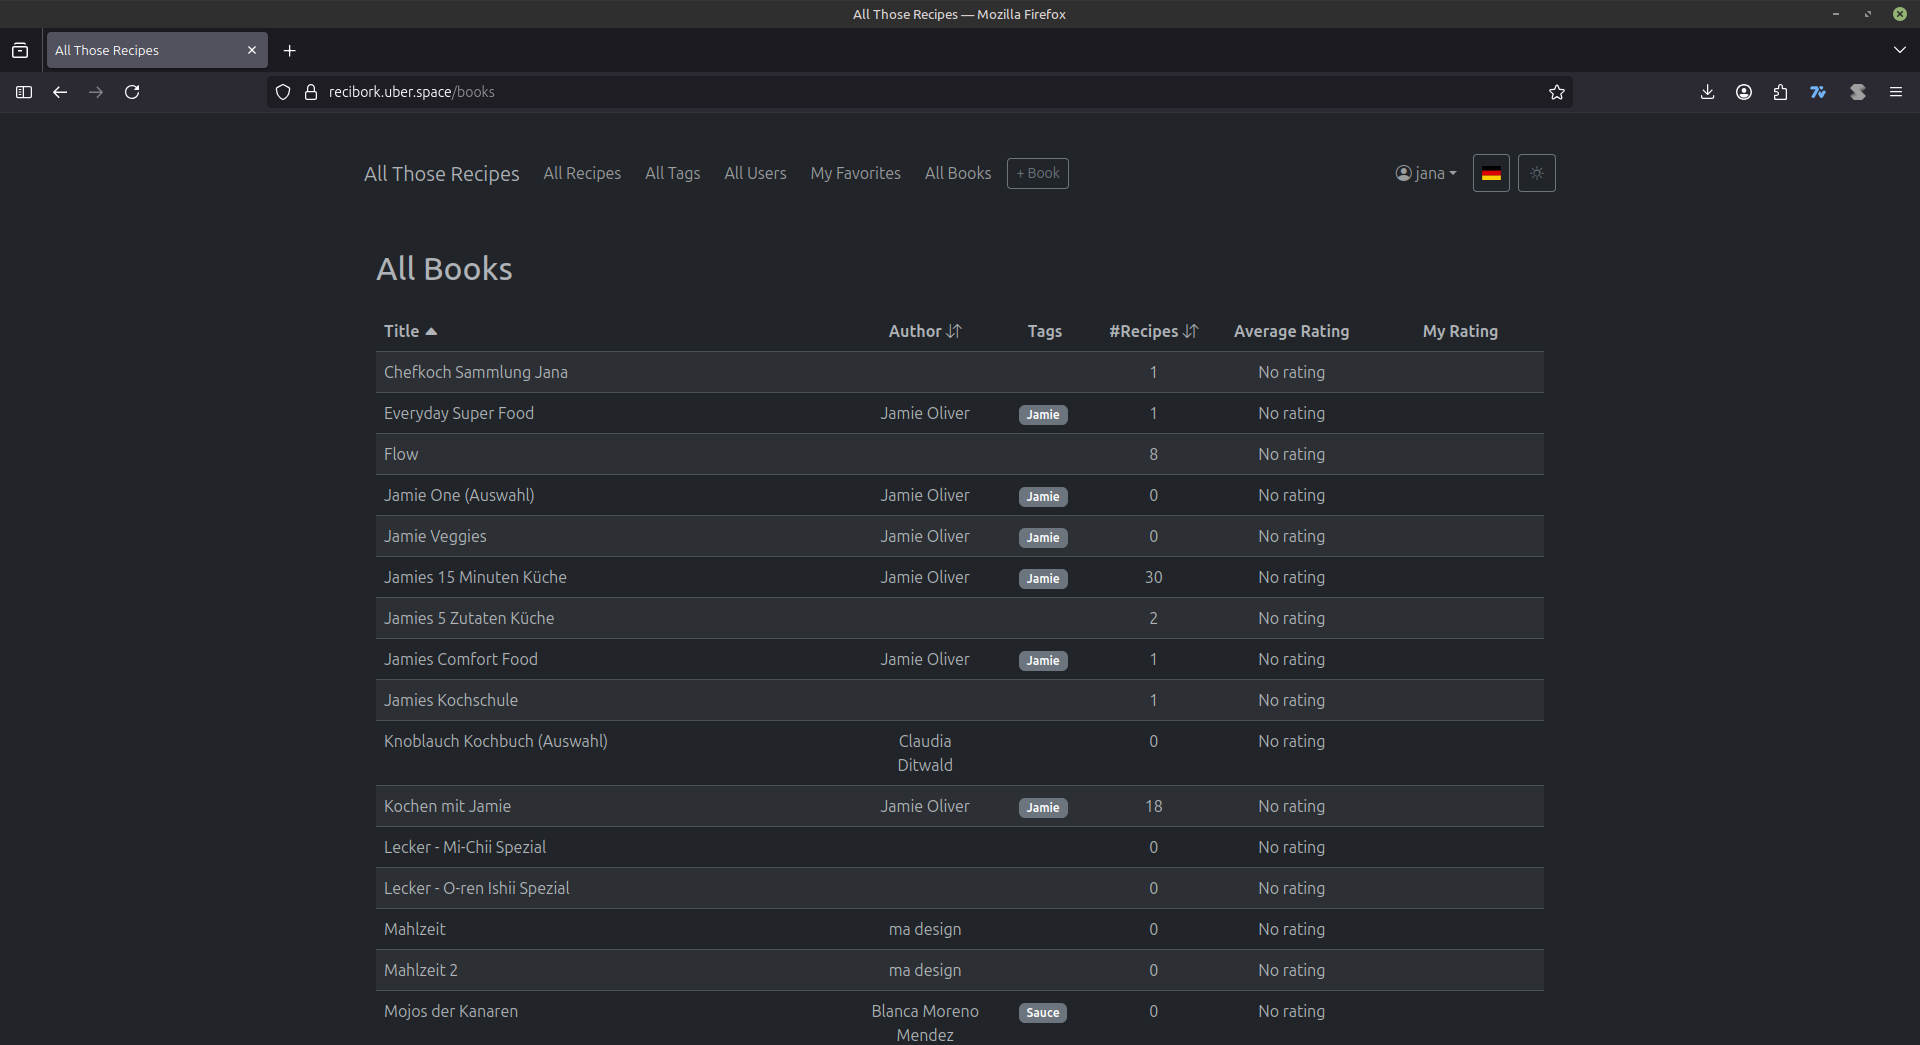 All Those Recipes — Mozilla Firefox
All Those Recipes
recibork.uber.space/books
All Those Recipes All Recipes All Tags All Users My Favorites All Books + Book jana
All Books
Title Author Tags #Recipes Average Rating My Rating
Chefkoch Sammlung Jana 1 No rating
Everyday Super Food Jamie Oliver Jamie 1 No rating
Flow 8 No rating
Jamie One (Auswahl) Jamie Oliver Jamie 0 No rating
Jamie Veggies Jamie Oliver Jamie 0 No rating
Jamies 15 Minuten Küche Jamie Oliver Jamie 30 No rating
Jamies 5 Zutaten Küche 2 No rating
Jamies Comfort Food Jamie Oliver Jamie 1 No rating
Jamies Kochschule 1 No rating
Knoblauch Kochbuch (Auswahl) Claudia 0 No rating
Ditwald
Kochen mit Jamie Jamie Oliver Jamie 18 No rating
Lecker - Mi-Chii Spezial 0 No rating
Lecker - O-ren Ishii Spezial 0 No rating
Mahlzeit ma design 0 No rating
Mahlzeit 2 ma design 0 No rating
Mojos der Kanaren Blanca Moreno Sauce 0 No rating
Mendez